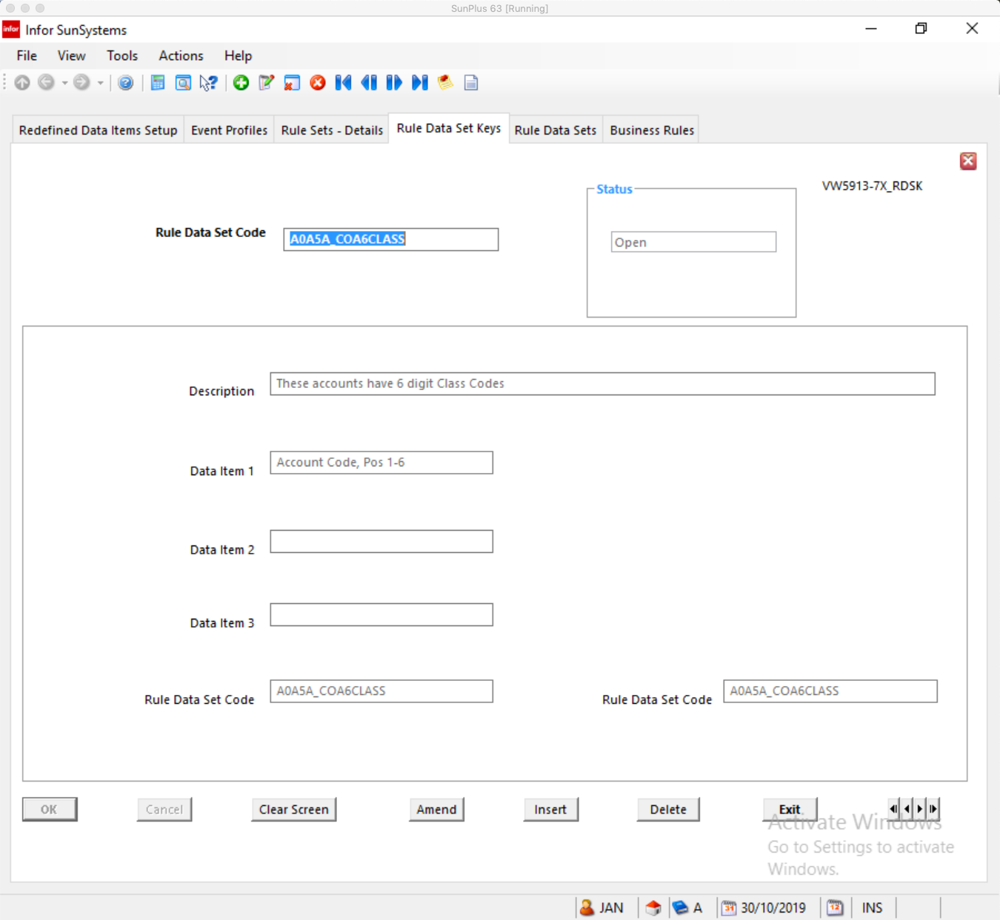 SunPlus 63 [Running]
infor Infor SunSystems
File View Tools Actions Help
Redefined Data Items Setup Event Profiles Rule Sets - Details Rule Data Set Keys Rule Data Sets Business Rules
Status VW5913-7X_RDSK
Rule Data Set Code A0A5A_COA6CLASS
Open
Description These accounts have 6 digit Class Codes
Data Item 1 Account Code, Pos 1-6
Data Item 2
Data Item 3
Rule Data Set Code A0A5A_COA6CLASS Rule Data Set Code A0A5A_COA6CLASS
OK Cancel Clear Screen Amend Insert Delete Exit
Activate Windows
Go to Settings to activate
Windows.
JAN A 31 30/10/2019 12 INS